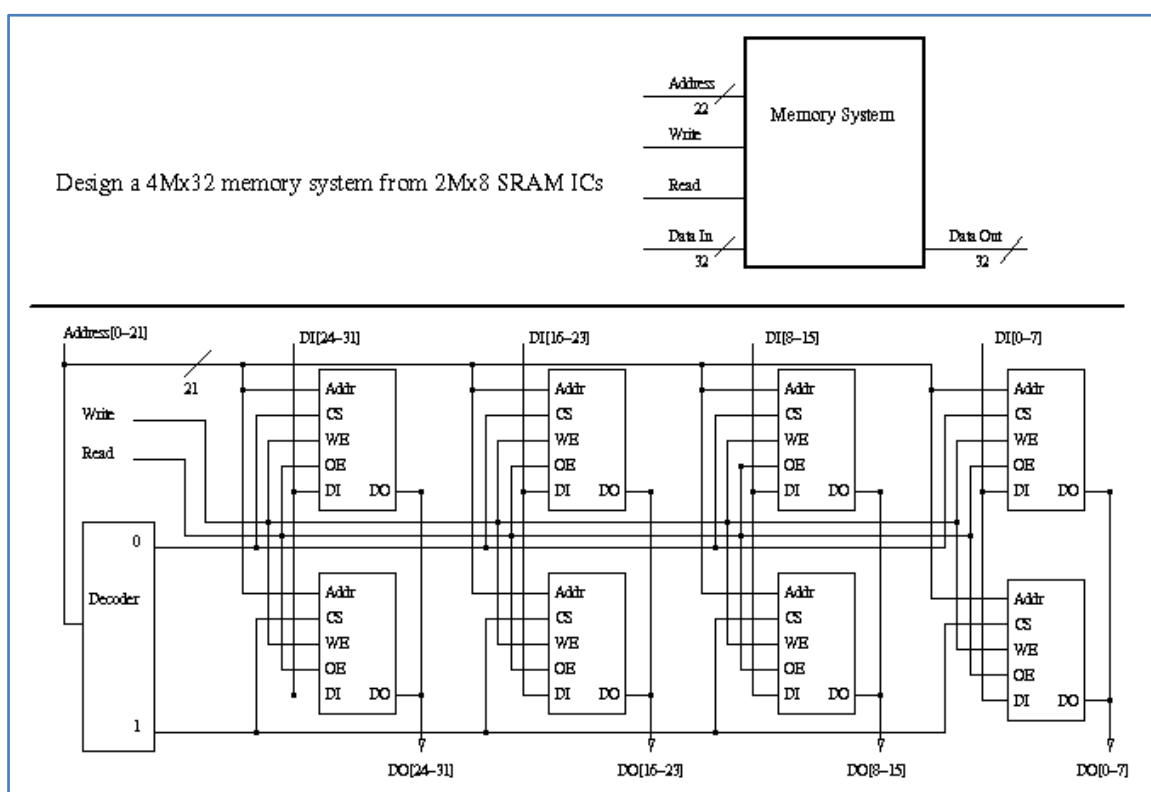 Address
22
Memory System
Write
Design a 4Mx32 memory system from 2Mx8 SRAM ICs
Read
Data In
32
Data Out
32
Address[0-21]
DI[24-31]
DI[16-23]
DI[8-15]
DI[0-7]
21
Write
Read
Addr
CS
WE
OE
DI DO
Addr
CS
WE
OE
DI DO
Addr
CS
WE
OE
DI DO
Addr
CS
WE
OE
DI DO
Decoder
0
1
Addr
CS
WE
OE
DI DO
Addr
CS
WE
OE
DI DO
Addr
CS
WE
OE
DI DO
Addr
CS
WE
OE
DI DO
DO[24-31]
DO[16-23]
DO[8-15]
DO[0-7]